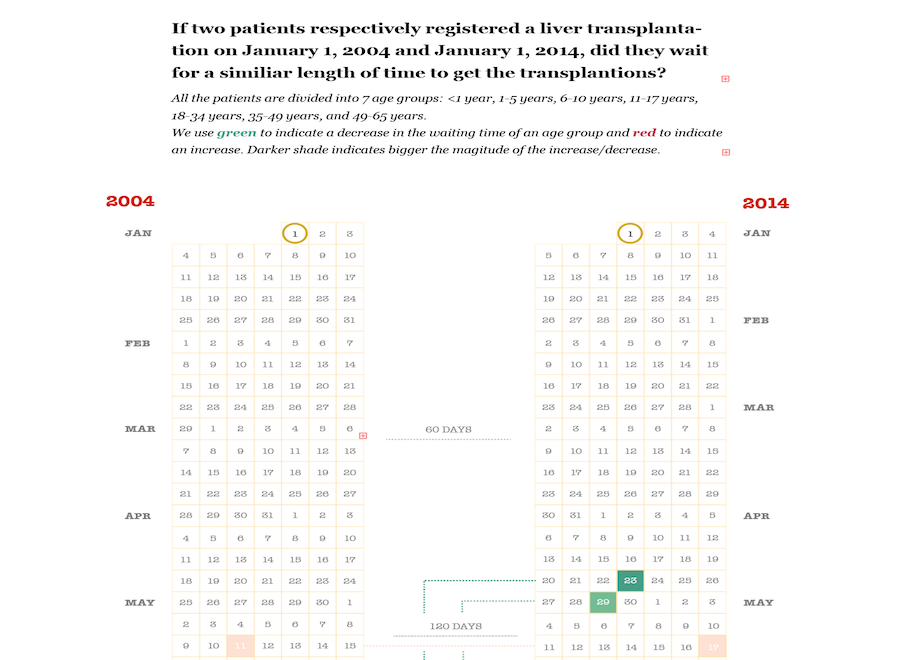 If two patients respectively registered a liver transplanta-
tion on January 1, 2004 and January 1, 2014, did they wait
for a similiar length of time to get the transplantions?
All the patients are divided into 7 age groups: <1 year, 1-5 years, 6-10 years, 11-17 years,
18-34 years, 35-49 years, and 49-65 years.
We use green to indicate a decrease in the waiting time of an age group and red to indicate
an increase. Darker shade indicates bigger the magitude of the increase/decrease.
2004 2014
JAN 1 2 3 1 2 3 4 JAN
4 5 6 7 8 9 10 5 6 7 8 9 10 11
11 12 13 14 15 16 17 12 13 14 15 16 17 18
18 19 20 21 22 23 24 19 20 21 22 23 24 25
25 26 27 28 29 30 31 26 27 28 29 30 31 1 FEB
FEB 1 2 3 4 5 6 7 2 3 4 5 6 7 8
8 9 10 11 12 13 14 9 10 11 12 13 14 15
15 16 17 18 19 20 21 16 17 18 19 20 21 22
22 23 24 25 26 27 28 23 24 25 26 27 28 1 MAR
MAR 29 1 2 3 4 5 6 60 DAYS 2 3 4 5 6 7 8
7 8 9 10 11 12 13 9 10 11 12 13 14 15
14 15 16 17 18 19 20 16 17 18 19 20 21 22
21 22 23 24 25 26 27 23 24 25 26 27 28 29
APR 28 29 30 31 1 2 3 30 31 1 2 3 4 5 APR
4 5 6 7 8 9 10 6 7 8 9 10 11 12
11 12 13 14 15 16 17 13 14 15 16 17 18 19
18 19 20 21 22 23 24 20 21 22 23 24 25 26
MAY 25 26 27 28 29 30 1 27 28 29 30 1 2 3 MAY
2 3 4 5 6 7 8 120 DAYS 4 5 6 7 8 9 10
9 10 11 12 13 14 15 11 12 13 14 15 16 17